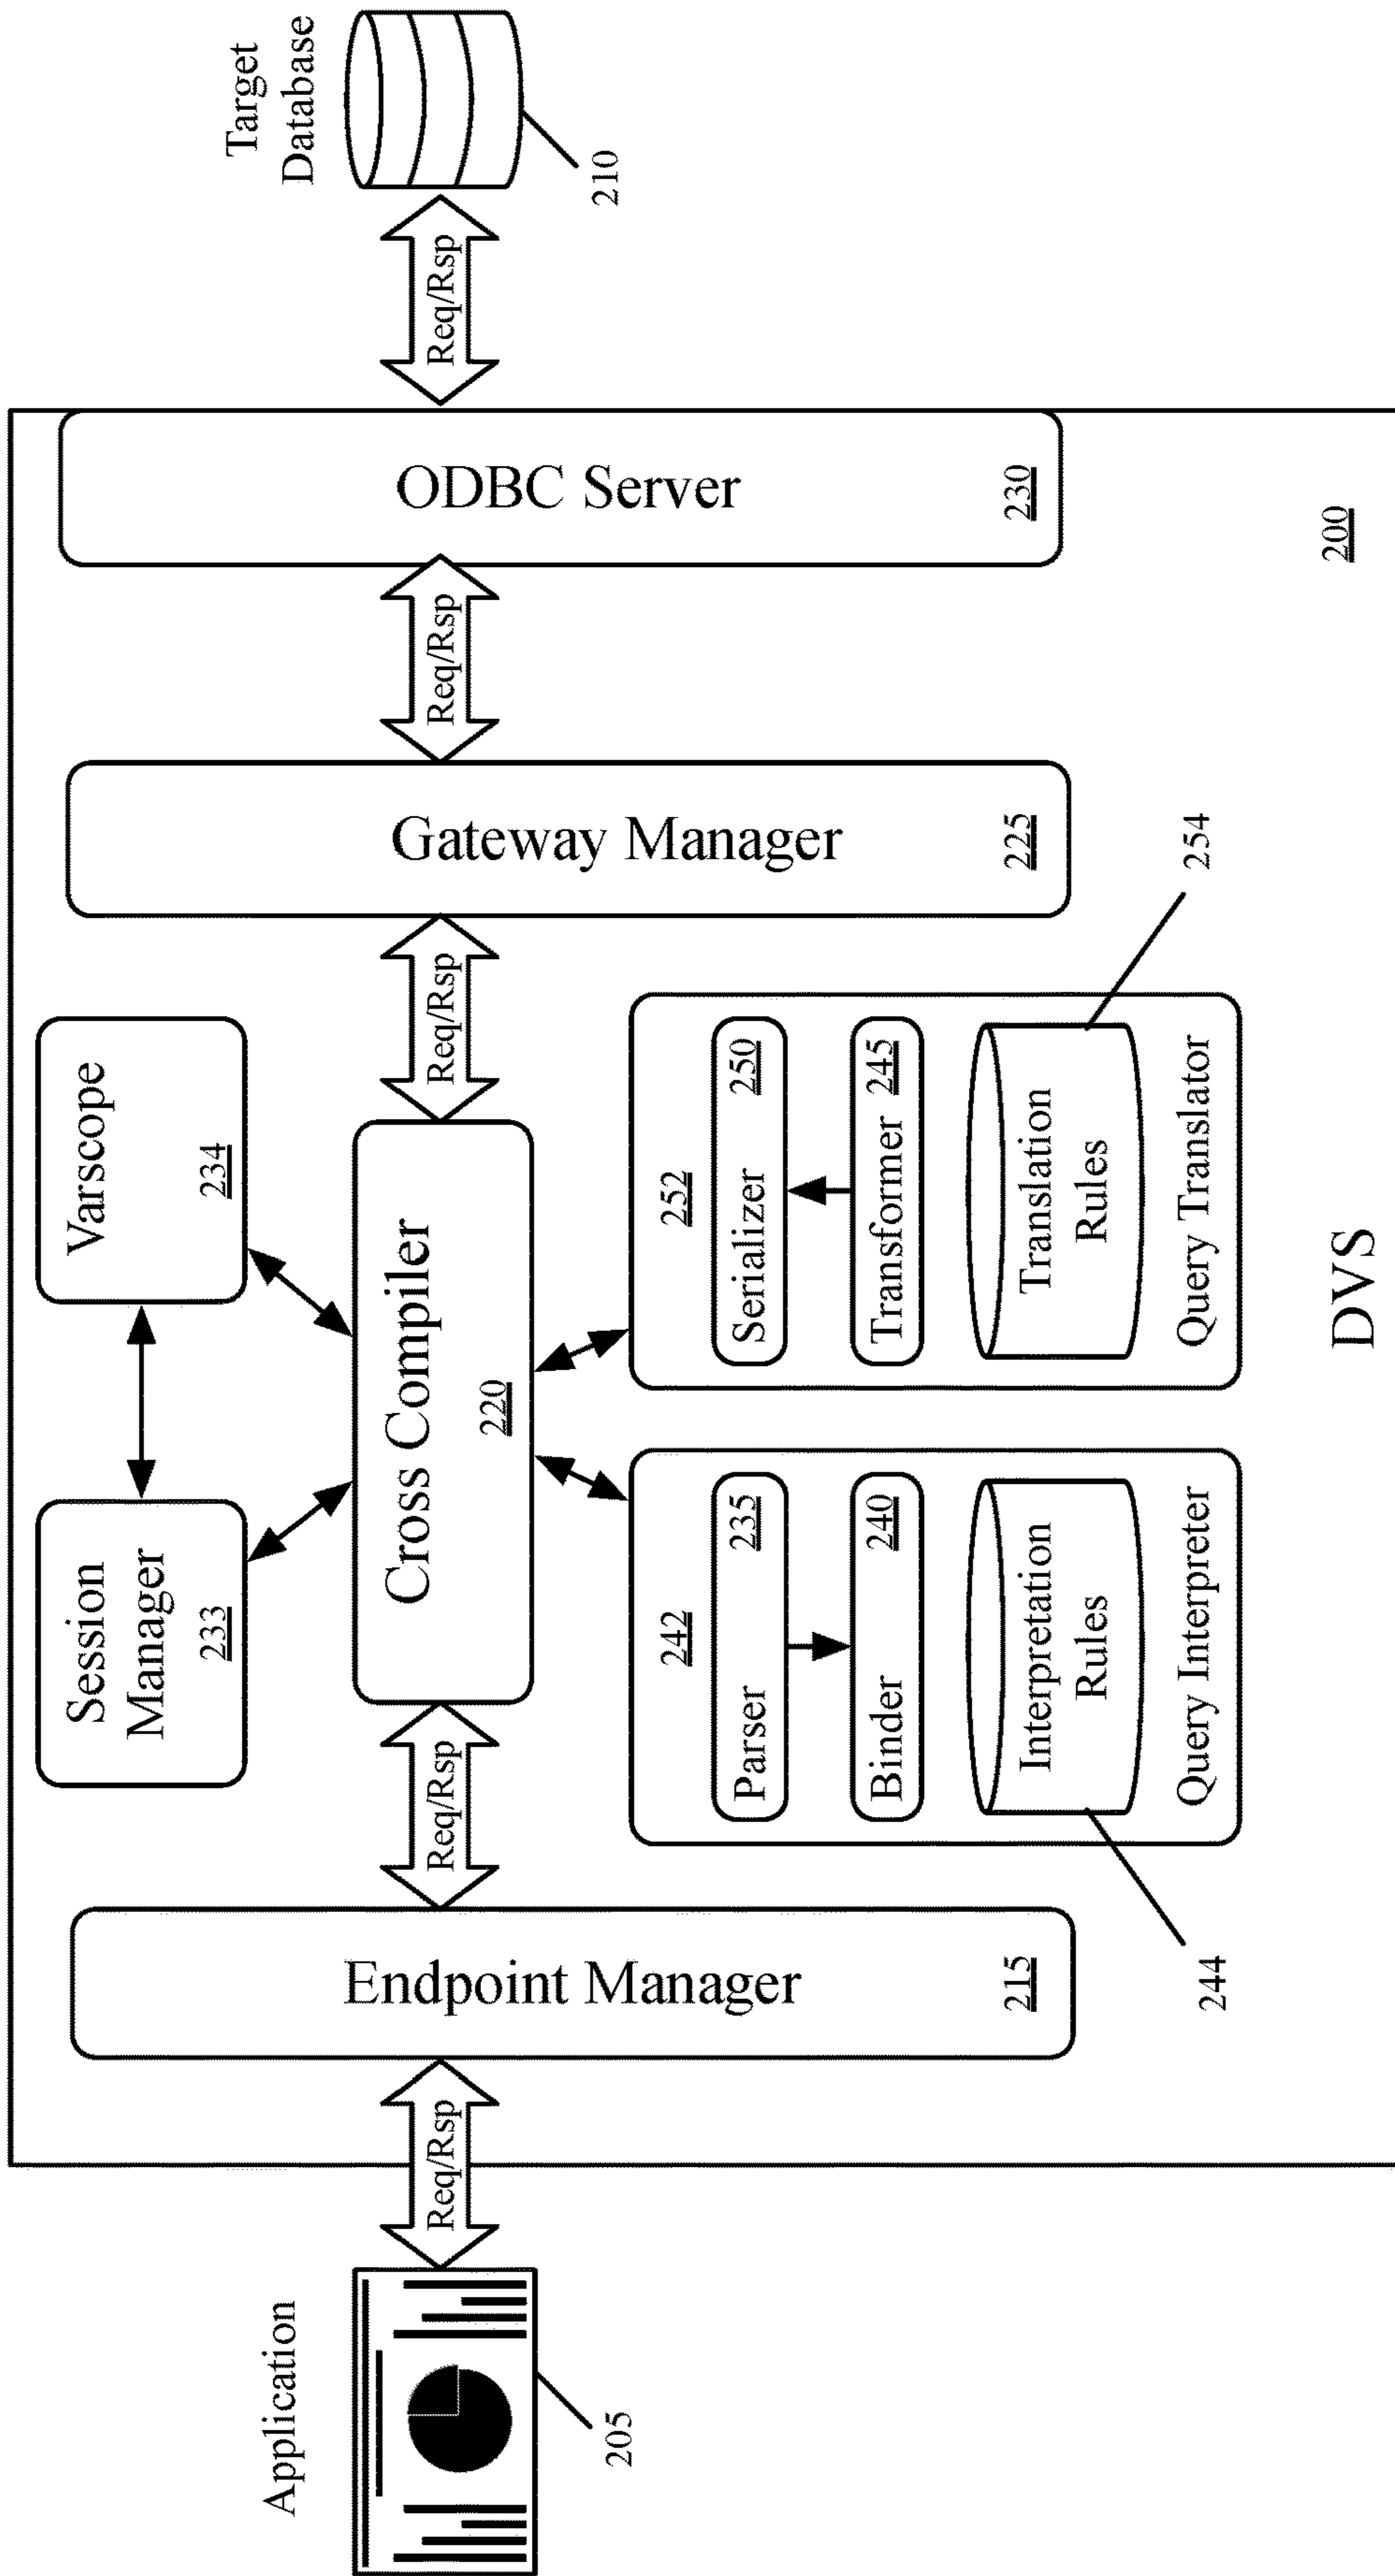 Application
205
Req/Rsp
Endpoint Manager
215
Req/Rsp
Session
Manager
233
Varscope
234
Cross Compiler
220
242
Parser 235
Binder 240
Interpretation
Rules
Query Interpreter
244
252
Serializer 250
Transformer 245
Translation
Rules
Query Translator
254
Req/Rsp
Gateway Manager
225
Req/Rsp
ODBC Server
230
Req/Rsp
Target
Database
210
DVS
200